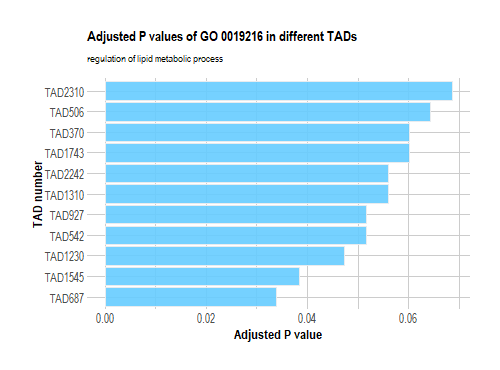 Adjusted P values of GO 0019216 in different TADs
regulation of lipid metabolic process
TAD number
TAD2310
TAD506
TAD370
TAD1743
TAD2242
TAD1310
TAD927
TAD542
TAD1230
TAD1545
TAD687
0.00 0.02 0.04 0.06
Adjusted P value